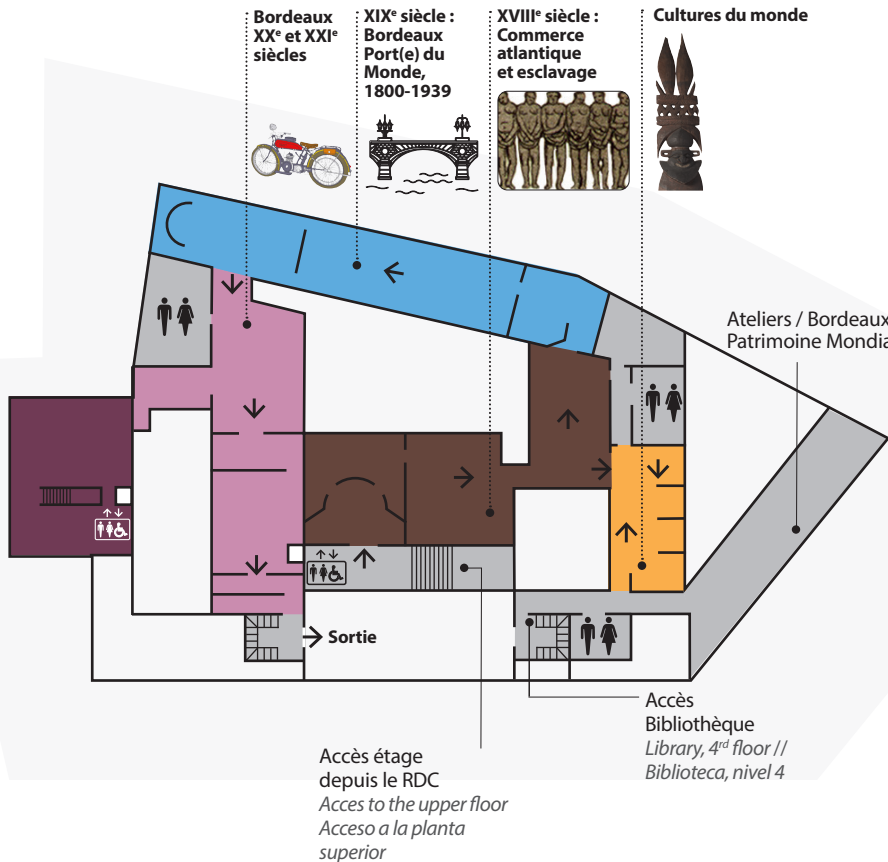 Bordeaux
XXe et XXIe
siècles
XIXe siècle :
Bordeaux
Port(e) du
Monde,
1800-1939
XVIIIe siècle :
Commerce
atlantique
et esclavage
Cultures du monde
Ateliers / Bordeaux
Patrimoine Mondia
Sortie
Accès
Bibliothèque
Library, 4rd floor //
Biblioteca, nivel 4
Accès étage
depuis le RDC
Acces to the upper floor
Acceso a la planta
superior